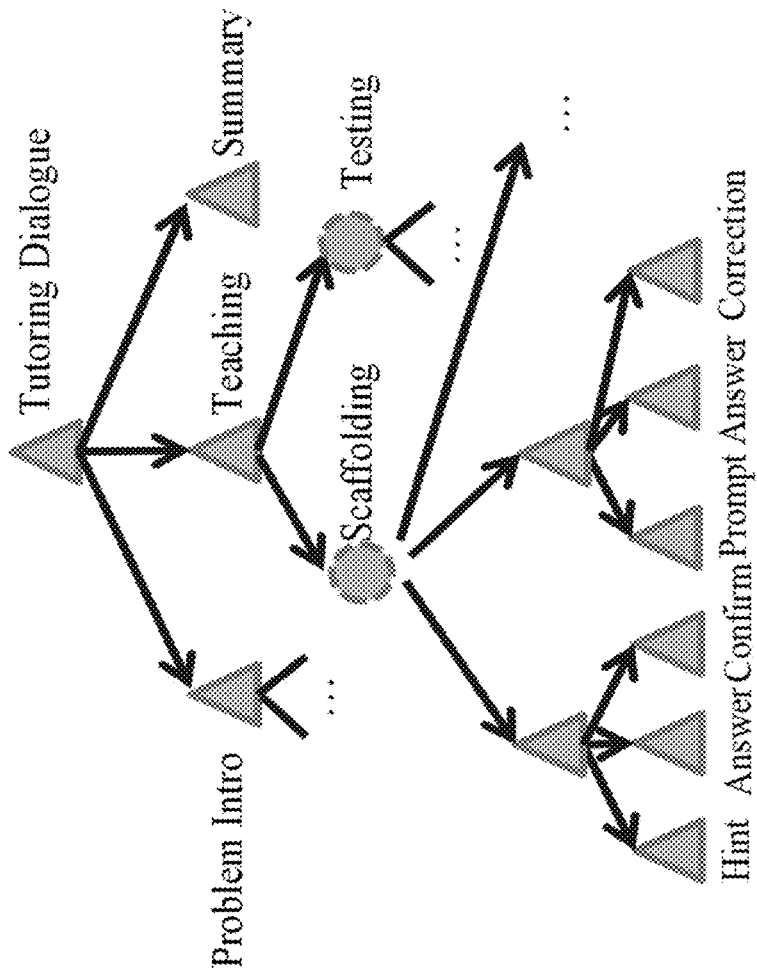 Tutoring Dialogue
Problem Intro
Teaching
Summary
...
Scaffolding
Testing
...
...
Hint
Answer
Confirm
Prompt
Answer
Correction